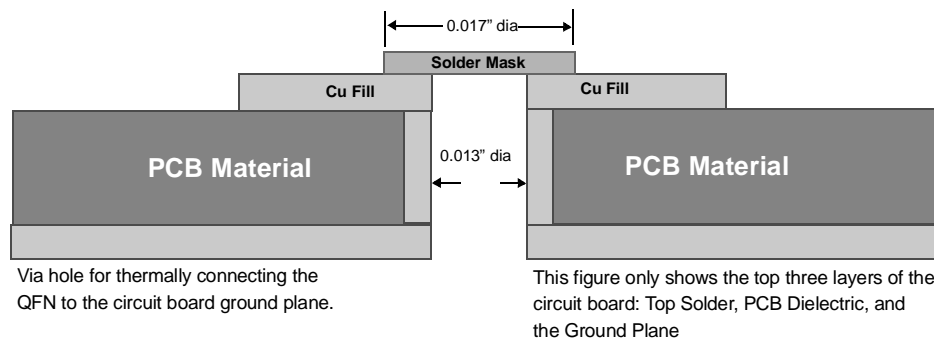 0.017” dia
Solder Mask
Cu Fill
Cu Fill
PCB Material
0.013” dia
PCB Material
Via hole for thermally connecting the
QFN to the circuit board ground plane.
This figure only shows the top three layers of the
circuit board: Top Solder, PCB Dielectric, and
the Ground Plane